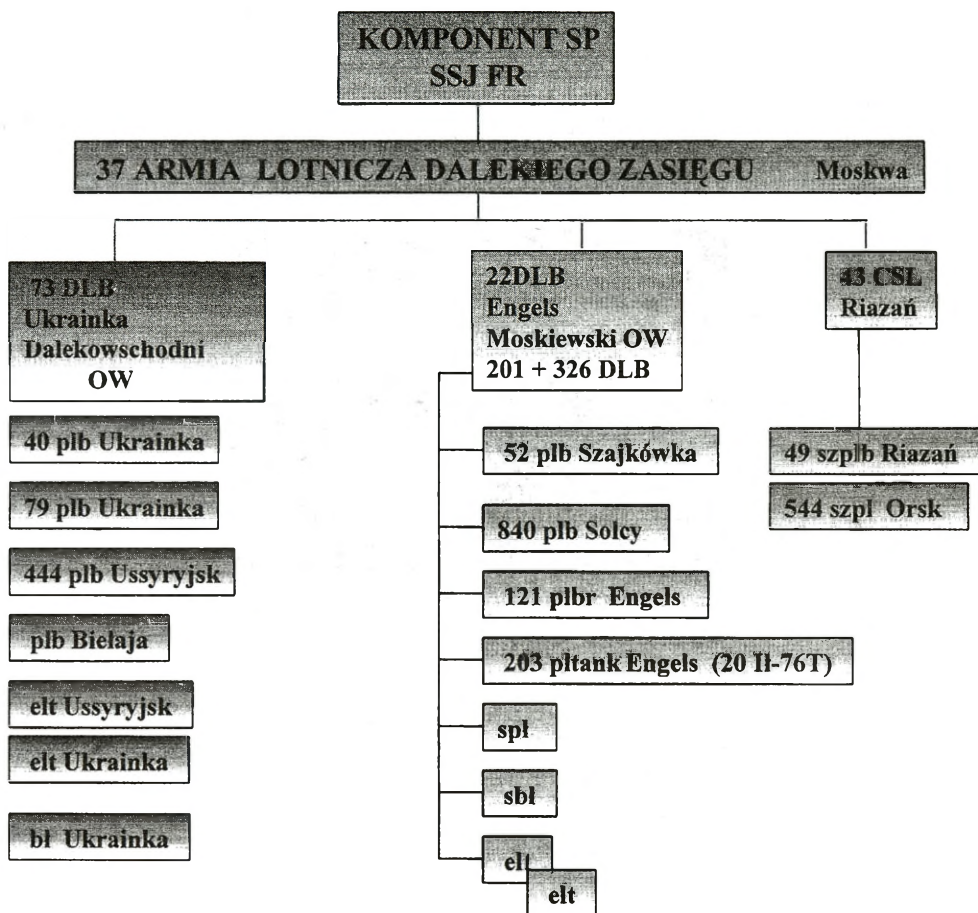 KOMPONENT SP
SSJ FR
37 ARMIA LOTNICZA DALEKIEGO ZASIĘGU Moskwa
73 DLB
Ukrainka
Dalekowschodni
OW
40 plb Ukrainka
79 plb Ukrainka
444 plb Ussyryjsk
plb Biełaja
elt Ussyryjsk
elt Ukrainka
bł Ukrainka
22DLB
Engels
Moskiewski OW
201 + 326 DLB
52 plb Szajkówka
840 plb Solcy
121 plbr Engels
203 pltank Engels (20 Ił-76T)
spł
sbł
elt
elt
43 CSL
Riazań
49 szplb Riazań
544 szpl Orsk